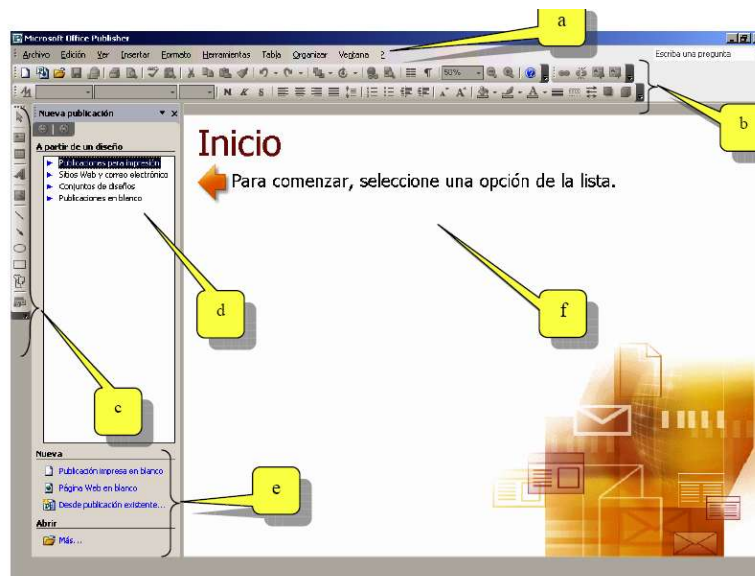 a
Microsoft Office Publisher
Archivo Edición Ver Insertar Formato Herramientas Tabla Organizar Ventana ?
Escriba una pregunta
50%
N K S
b
Nueva publicación
A partir de un diseño
Publicaciones para impresión
Sitios Web y correo electrónico
Conjuntos de diseños
Publicaciones en blanco
Inicio
Para comenzar, seleccione una opción de la lista.
d
f
c
Nueva
Publicación impresa en blanco
Página Web en blanco
Desde publicación existente...
e
Abrir
Más...